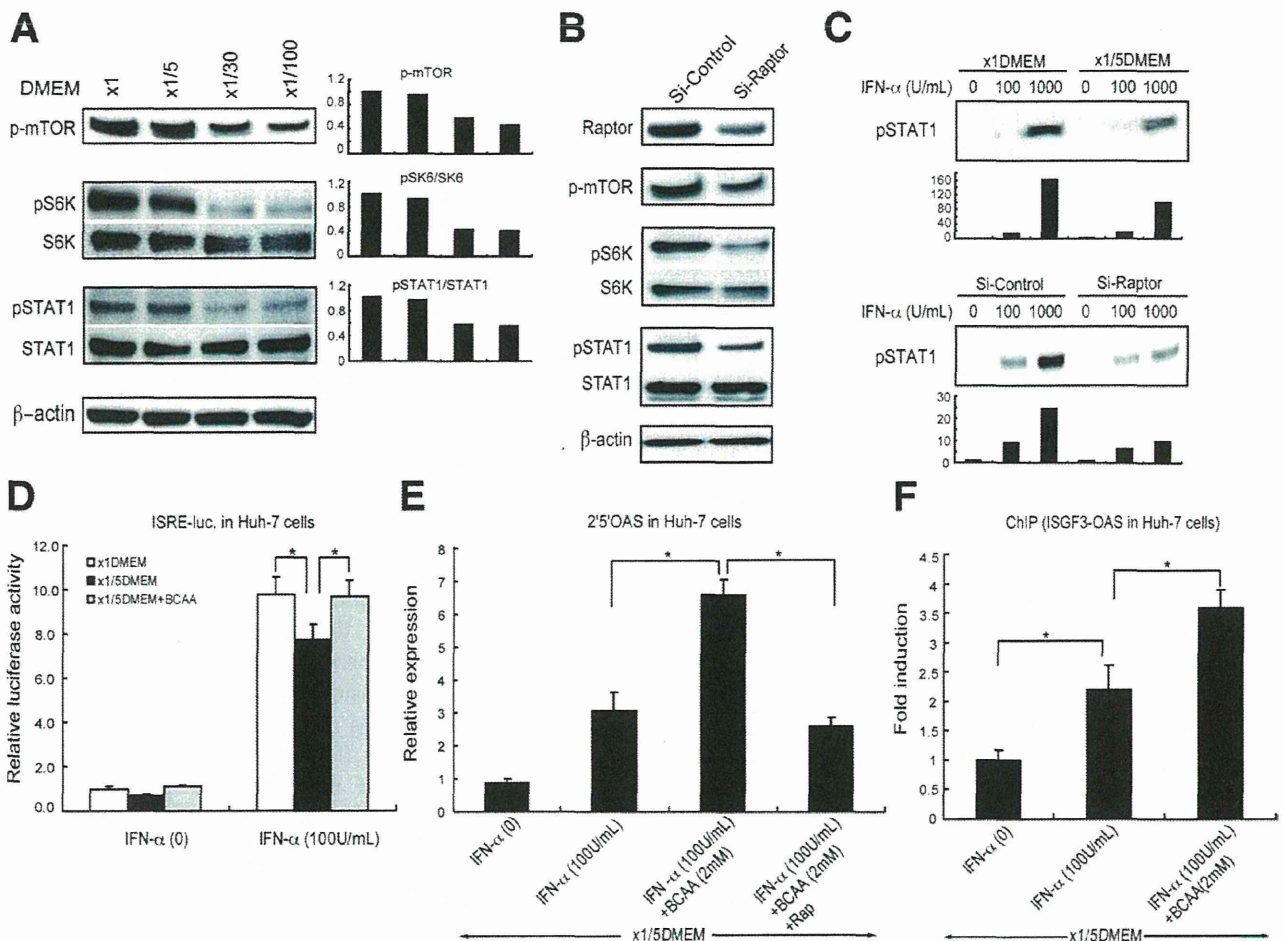 A
DMEM
x1
x1/5
x1/30
x1/100
p-mTOR
pS6K
S6K
pSTAT1
STAT1
β–actin
p-mTOR
1.2
0.8
0.4
0
pSK6/SK6
1.2
0.8
0.4
0
pSTAT1/STAT1
1.2
0.8
0.4
0
B
Si-Control
Si-Raptor
Raptor
p-mTOR
pS6K
S6K
pSTAT1
STAT1
β-actin
C
x1DMEM
x1/5DMEM
IFN-α (U/mL) 0 100 1000 0 100 1000
pSTAT1
160
120
80
40
0
Si-Control
Si-Raptor
IFN-α (U/mL) 0 100 1000 0 100 1000
pSTAT1
30
20
10
0
D
ISRE-luc. in Huh-7 cells
Relative luciferase activity
12.0
10.0
8.0
6.0
4.0
2.0
0.0
x1DMEM
x1/5DMEM
x1/5DMEM+BCAA
* *
IFN-α (0)
IFN-α (100U/mL)
E
2'5'OAS in Huh-7 cells
Relative expression
8
7
6
5
4
3
2
1
0
* *
IFN-α (0)
IFN-α (100U/mL)
IFN -α (100U/mL)
+BCAA (2mM)
IFN-α (100U/mL)
+BCAA (2mM)
+Rap
x1/5DMEM
F
ChIP (ISGF3-OAS in Huh-7 cells)
Fold induction
4.5
4
3.5
3
2.5
2
1.5
1
0.5
0
*
*
IFN-α (0)
IFN-α (100U/mL)
IFN-α (100U/mL)
+BCAA(2mM)
x1/5DMEM